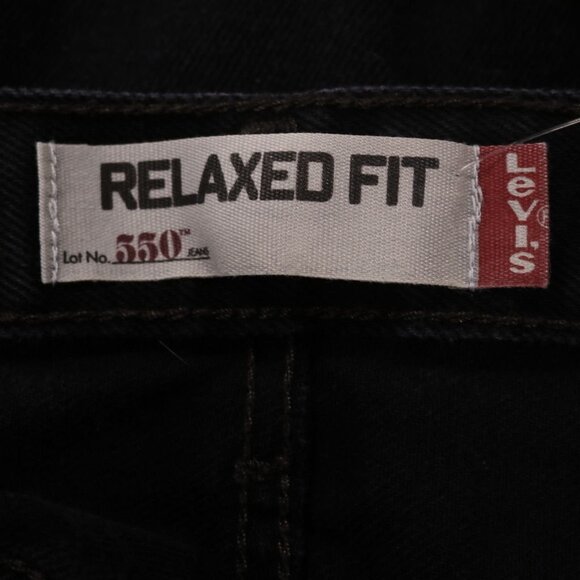 RELAXED FIT
Lot No. 550™ JEANS
Levi's®